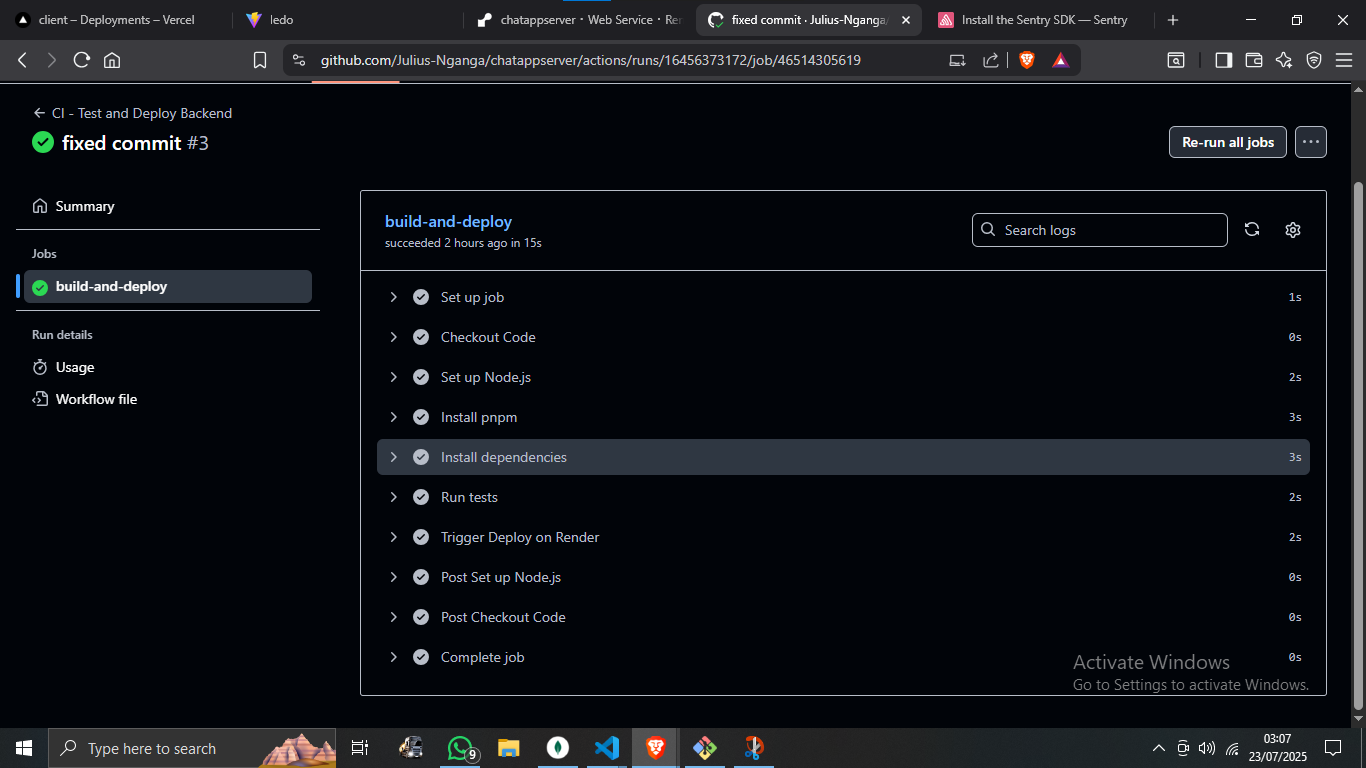 client – Deployments – Vercel
ledo
chatappserver · Web Service · Ren
fixed commit · Julius-Nganga/
Install the Sentry SDK — Sentry
github.com/Julius-Nganga/chatappserver/actions/runs/16456373172/job/46514305619
CI - Test and Deploy Backend
fixed commit #3
Re-run all jobs
Summary
Jobs
build-and-deploy
Run details
Usage
Workflow file
build-and-deploy
succeeded 2 hours ago in 15s
Search logs
Set up job 1s
Checkout Code 0s
Set up Node.js 2s
Install pnpm 3s
Install dependencies 3s
Run tests 2s
Trigger Deploy on Render 2s
Post Set up Node.js 0s
Post Checkout Code 0s
Complete job 0s
Activate Windows
Go to Settings to activate Windows.
Type here to search
9
03:07
23/07/2025